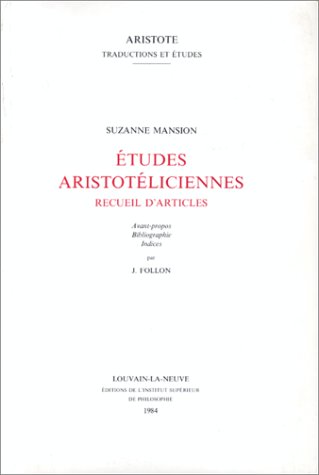 ARISTOTE
TRADUCTIONS ET ÉTUDES
SUZANNE MANSION
ÉTUDES
ARISTOTÉLICIENNES
RECUEIL D'ARTICLES
Avant-propos
Bibliographie
Indices
par
J. FOLLON
LOUVAIN-LA-NEUVE
ÉDITIONS DE L'INSTITUT SUPÉRIEUR
DE PHILOSOPHIE
1984